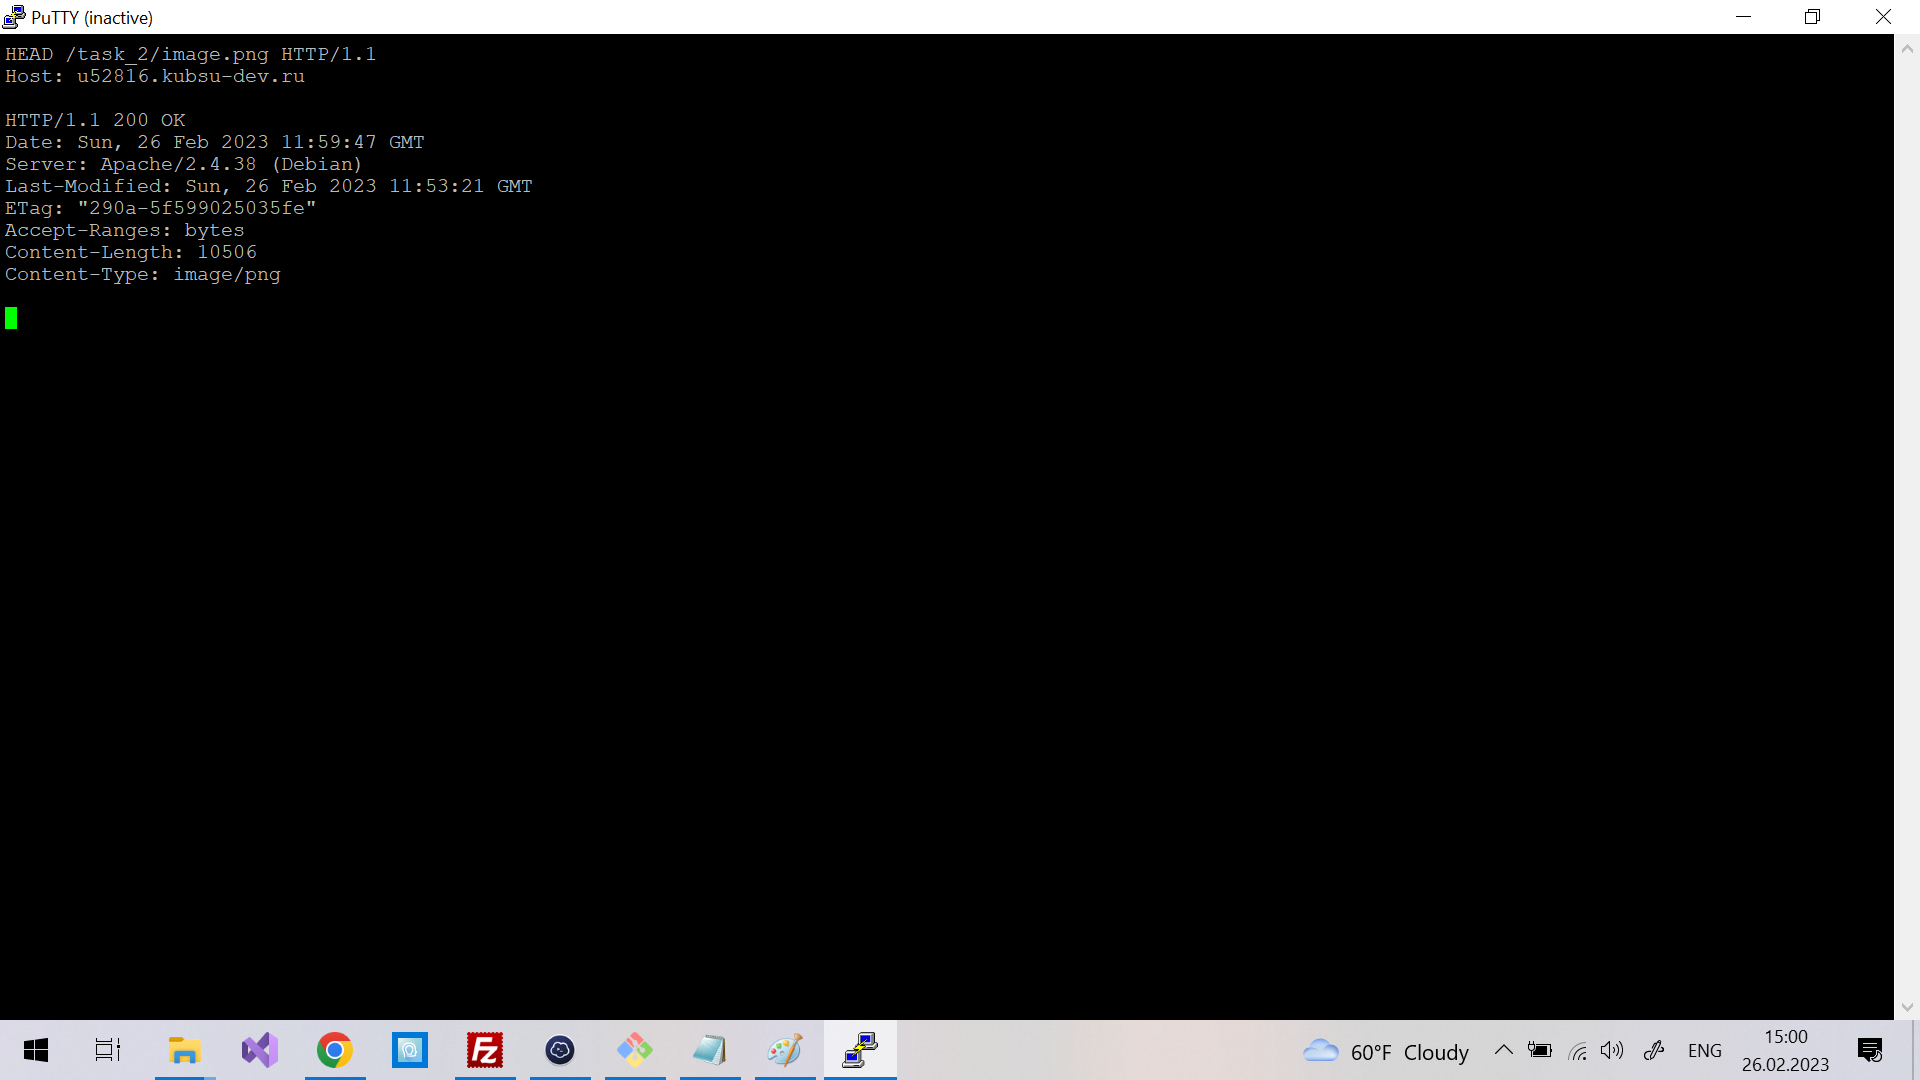 PuTTY (inactive)
HEAD /task_2/image.png HTTP/1.1
Host: u52816.kubsu-dev.ru
HTTP/1.1 200 OK
Date: Sun, 26 Feb 2023 11:59:47 GMT
Server: Apache/2.4.38 (Debian)
Last-Modified: Sun, 26 Feb 2023 11:53:21 GMT
ETag: "290a-5f599025035fe"
Accept-Ranges: bytes
Content-Length: 10506
Content-Type: image/png
Fz
60°F Cloudy
ENG
15:00
26.02.2023